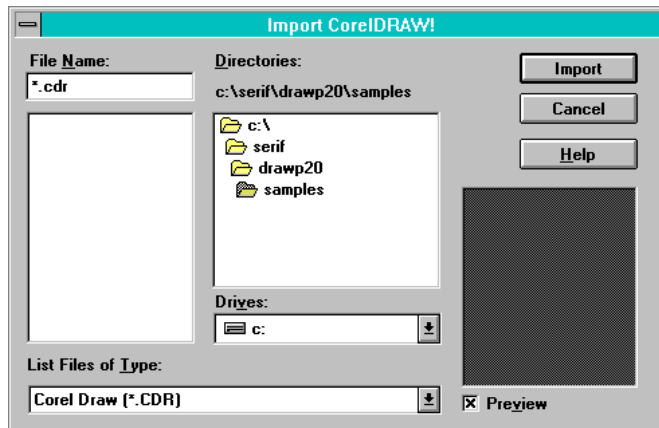 Import CorelDRAW!
File Name:
*.cdr
Directories:
c:\serif\drawp20\samples
c:\
serif
drawp20
samples
Drives:
c:
List Files of Type:
Corel Draw (*.CDR)
Import
Cancel
Help
Preview